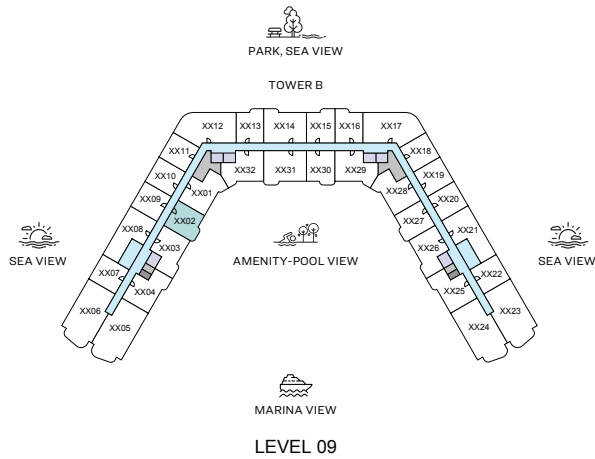 PARK, SEA VIEW
TOWER B
XX12 XX13 XX14 XX15 XX16 XX17
XX11 XX18
XX32 XX31 XX30 XX29
XX10 XX19
XX01 XX28
XX09 XX20
XX02 XX27
XX08 XX21
XX03 XX26
SEA VIEW AMENITY-POOL VIEW SEA VIEW
XX07 XX22
XX04 XX25
XX06 XX23
XX05 XX24
MARINA VIEW
LEVEL 09